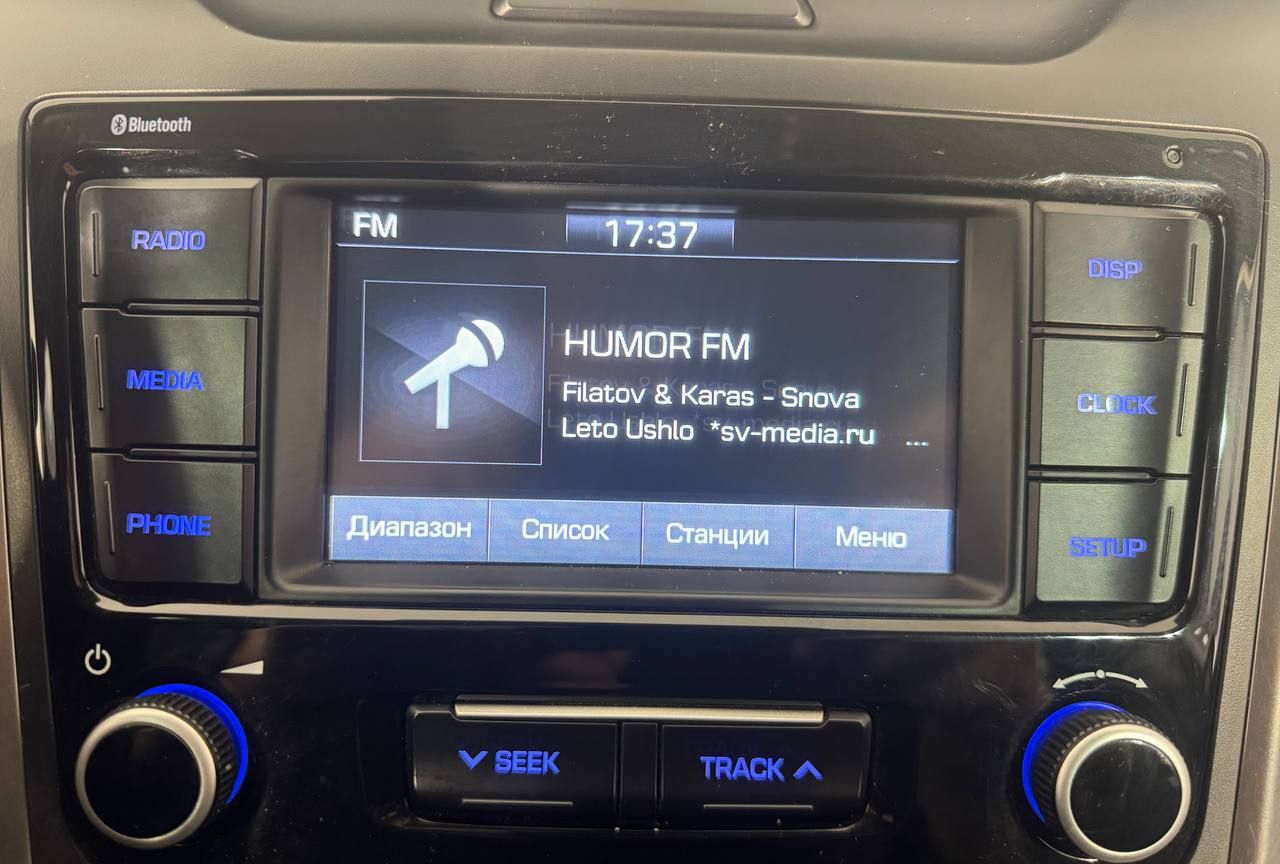 Bluetooth
FM
17:37
RADIO
DISP
HUMOR FM
MEDIA
Filatov & Karas - Snova
CLOCK
Leto Ushlo *sv-media.ru ...
PHONE
Диапазон
Список
Станции
Меню
SETUP
SEEK
TRACK